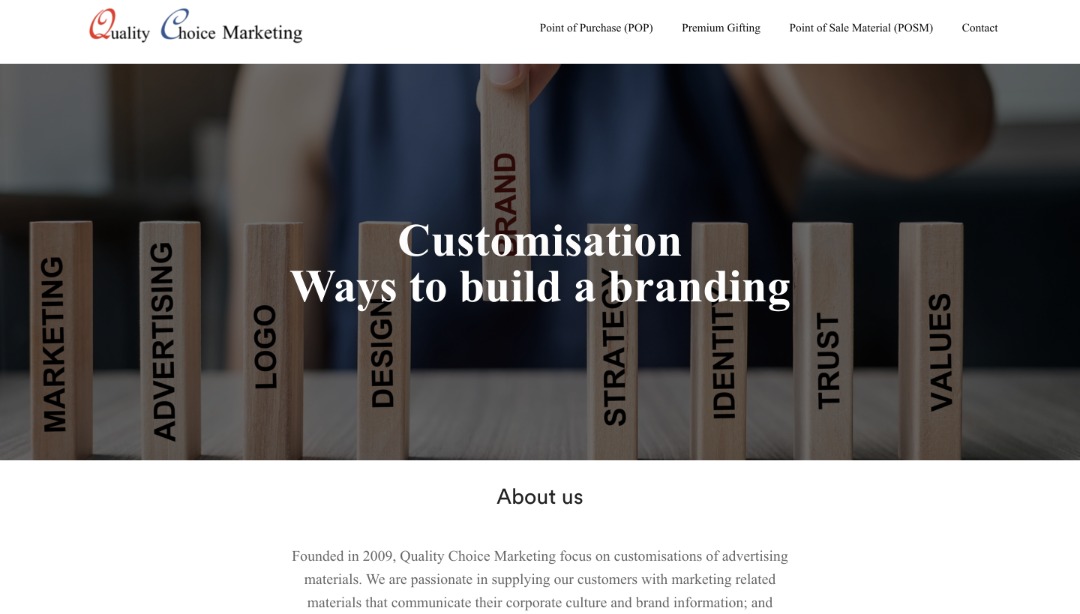 Quality Choice Marketing
Point of Purchase (POP) Premium Gifting Point of Sale Material (POSM) Contact
BRAND
Customisation
Ways to build a branding
MARKETING
ADVERTISING
LOGO
DESIGN
STRATEGY
IDENTITY
TRUST
VALUES
About us
Founded in 2009, Quality Choice Marketing focus on customisations of advertising
materials. We are passionate in supplying our customers with marketing related
materials that communicate their corporate culture and brand information; and